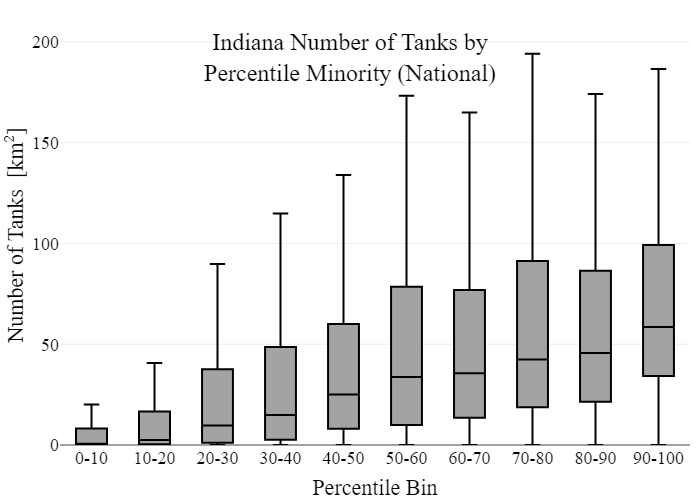 Indiana Number of Tanks by
Percentile Minority (National)
Number of Tanks [km²]
200
150
100
50
0
0-10 10-20 20-30 30-40 40-50 50-60 60-70 70-80 80-90 90-100
Percentile Bin